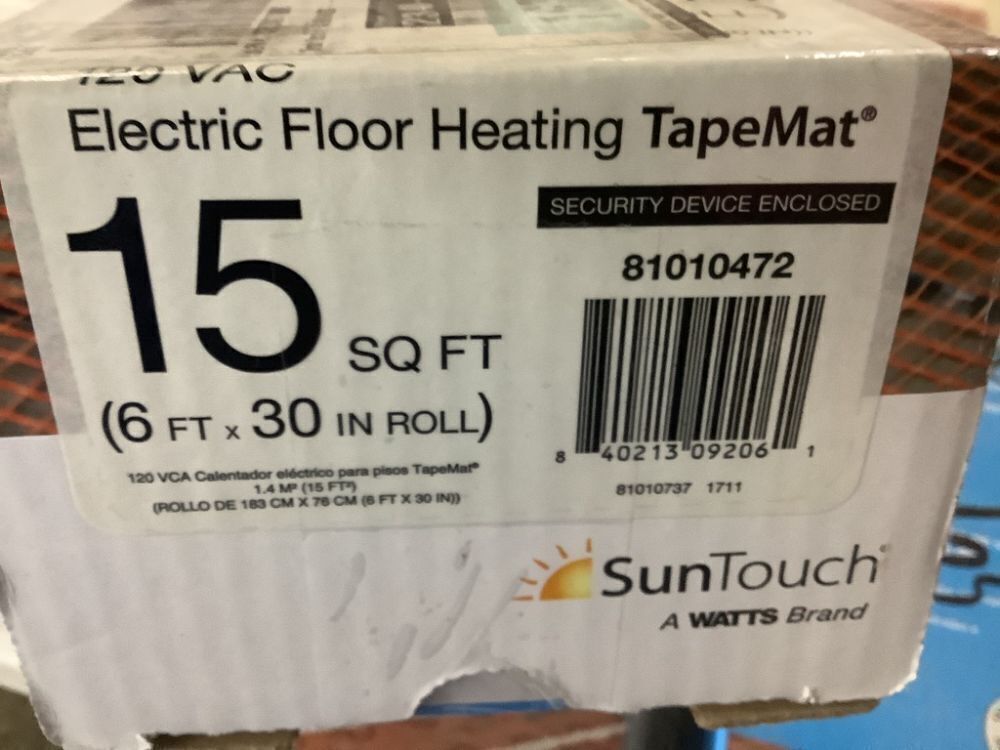 120 VAC
Electric Floor Heating TapeMat®
SECURITY DEVICE ENCLOSED
15 SQ FT
(6 FT x 30 IN ROLL)
81010472
8 40213 09206 1
81010737 1711
120 VCA Calentador eléctrico para pisos TapeMat®
1.4 M² (15 FT²)
(ROLLO DE 183 CM X 76 CM (6 FT X 30 IN))
SunTouch®
A WATTS Brand